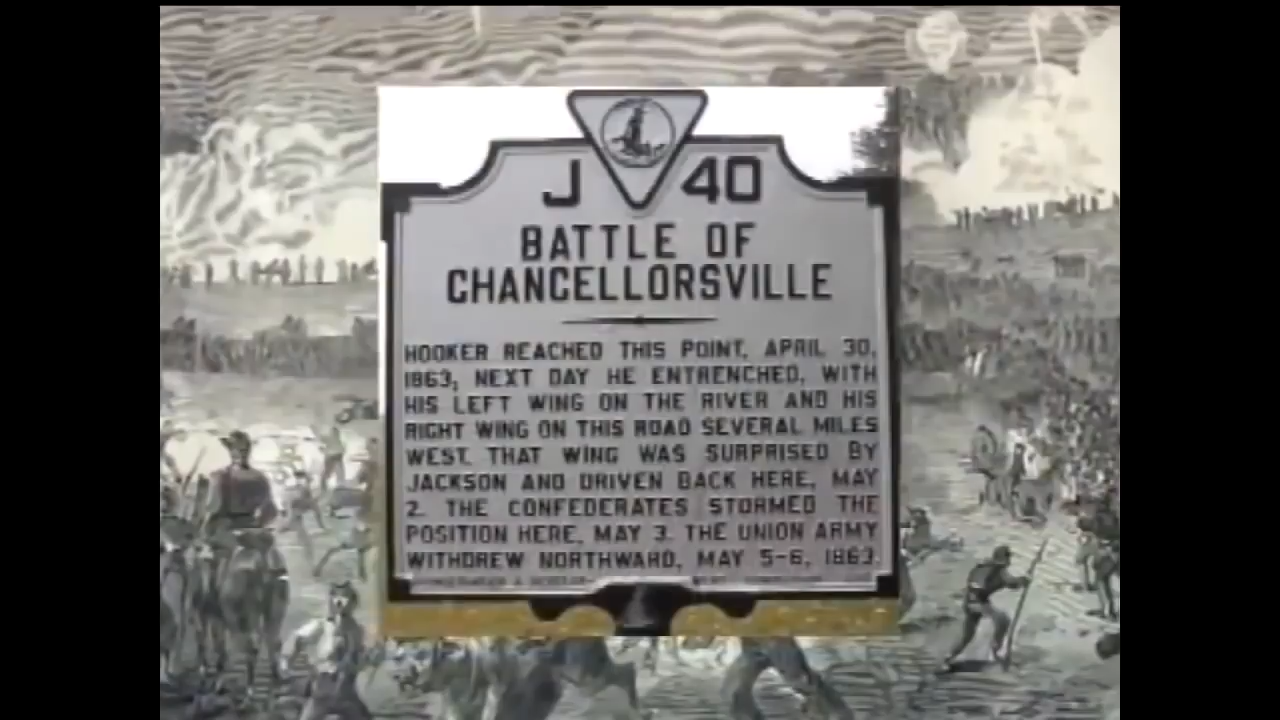 J 40
BATTLE OF
CHANCELLORSVILLE
HOOKER REACHED THIS POINT, APRIL 30,
1863; NEXT DAY HE ENTRENCHED, WITH
HIS LEFT WING ON THE RIVER AND HIS
RIGHT WING ON THIS ROAD SEVERAL MILES
WEST. THAT WING WAS SURPRISED BY
JACKSON AND DRIVEN BACK HERE, MAY
2. THE CONFEDERATES STORMED THE
POSITION HERE, MAY 3. THE UNION ARMY
WITHDREW NORTHWARD, MAY 5-6, 1863.